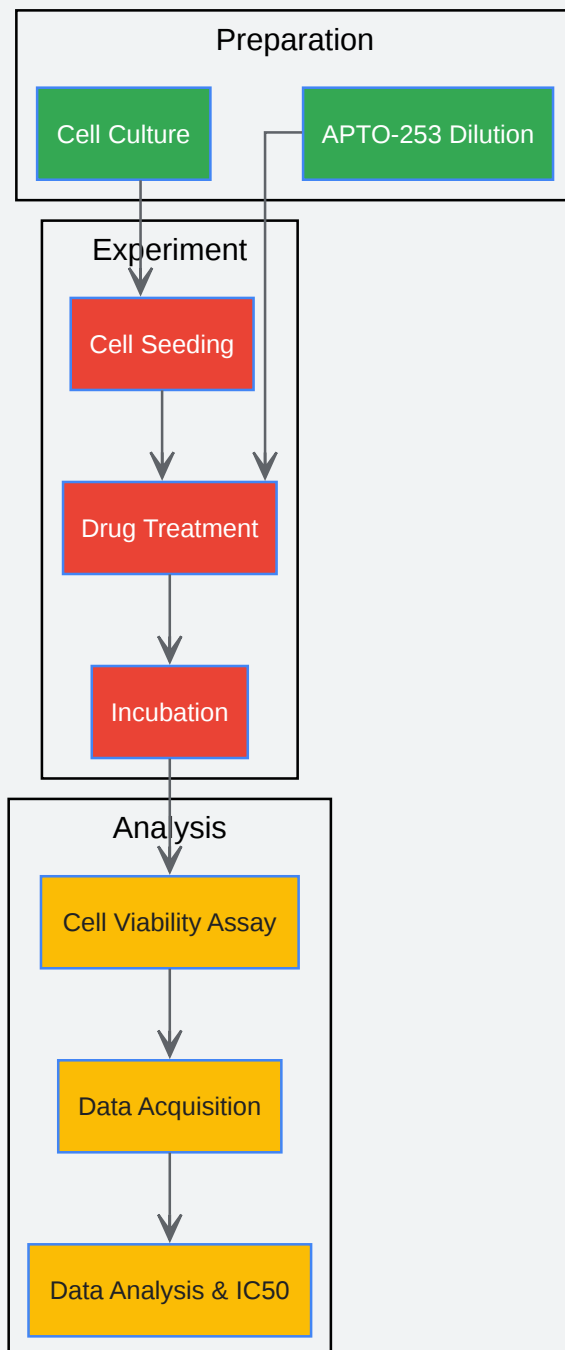 Preparation
Cell Culture
APTO-253 Dilution
Experiment
Cell Seeding
Drug Treatment
Incubation
Analysis
Cell Viability Assay
Data Acquisition
Data Analysis & IC50